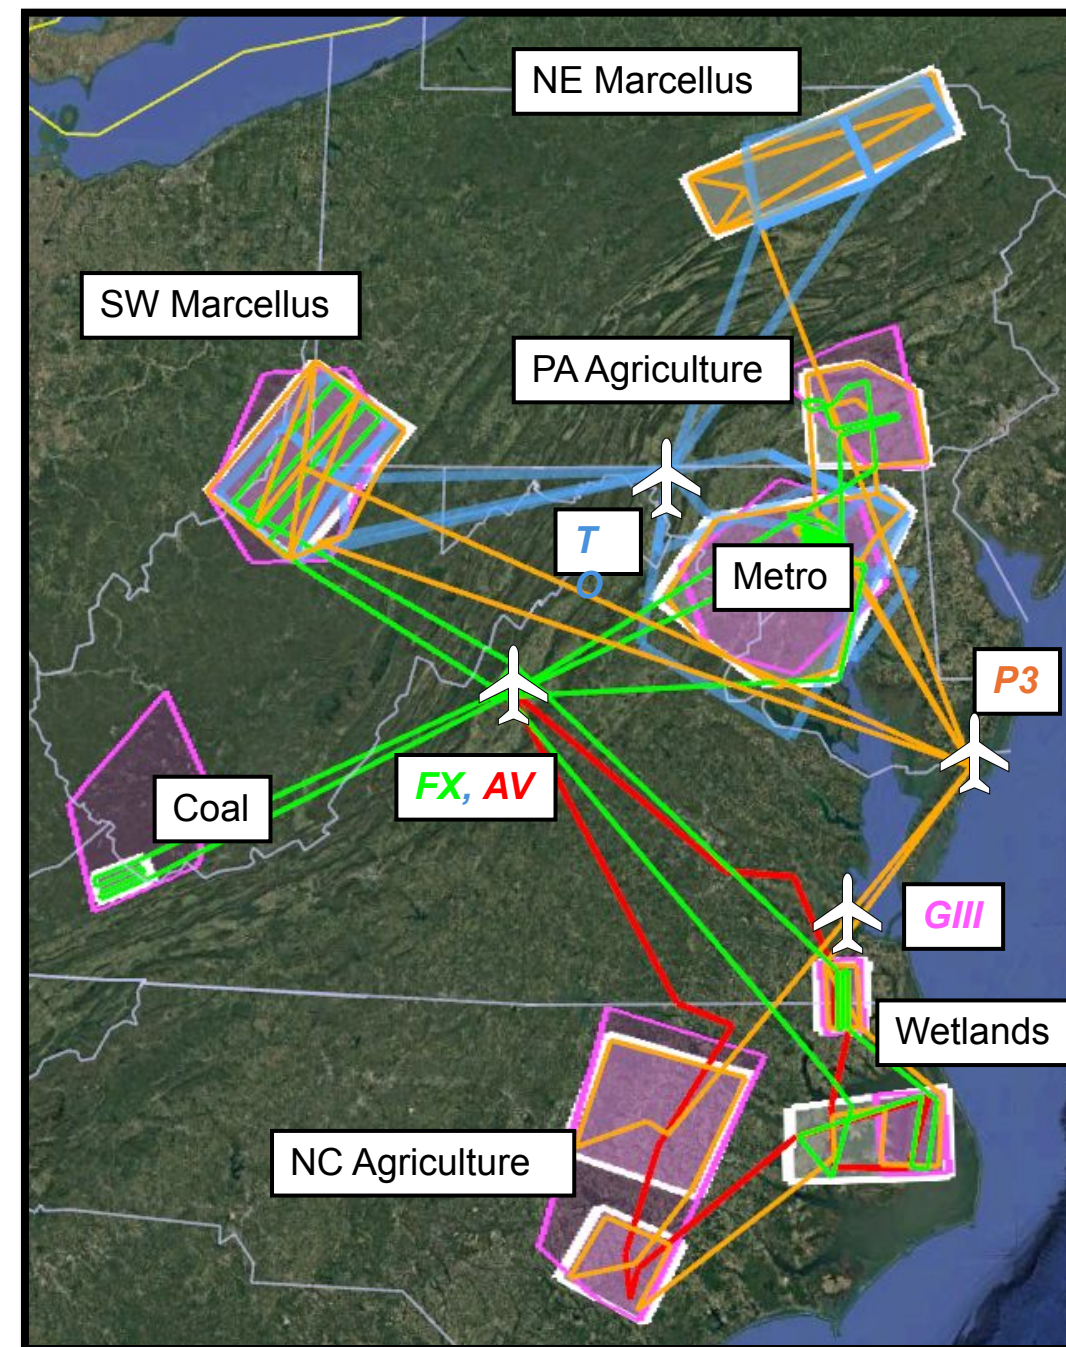 NE Marcellus
SW Marcellus
PA Agriculture
T
O
Metro
P3
FX, AV
Coal
GIII
Wetlands
NC Agriculture